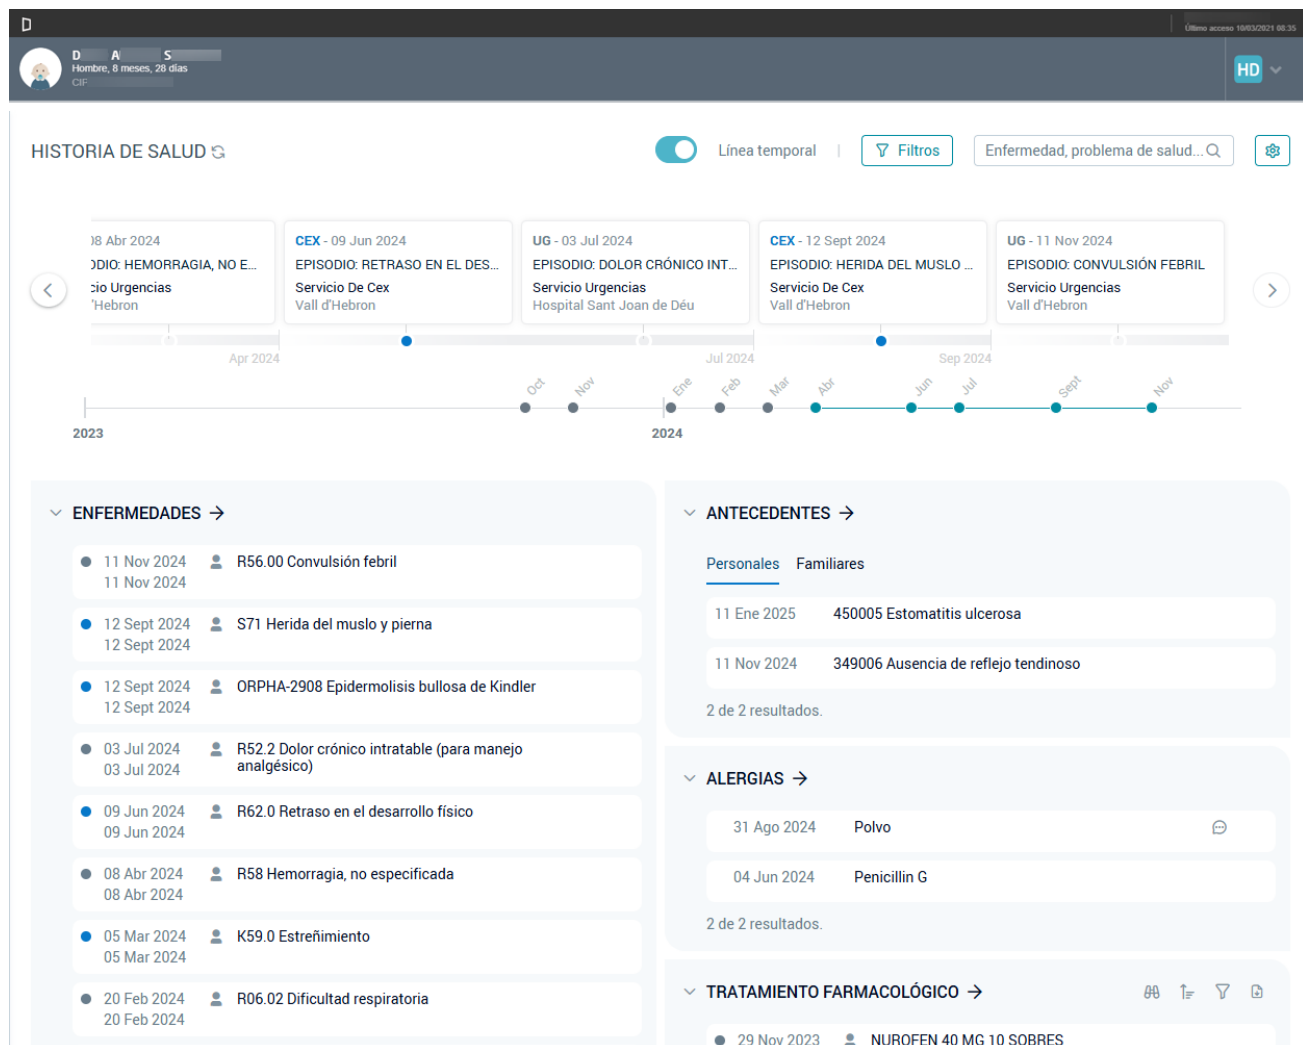 Último acceso 10/03/2021 08:35
D A S
Hombre, 8 meses, 28 días
CIF
HD
HISTORIA DE SALUD
Línea temporal
Filtros
Enfermedad, problema de salud...
08 Abr 2024
ODIO: HEMORRAGIA, NO E...
cio Urgencias
'Hebron
CEX - 09 Jun 2024
EPISODIO: RETRASO EN EL DES...
Servicio De Cex
Vall d'Hebron
UG - 03 Jul 2024
EPISODIO: DOLOR CRÓNICO INT...
Servicio Urgencias
Hospital Sant Joan de Déu
CEX - 12 Sept 2024
EPISODIO: HERIDA DEL MUSLO ...
Servicio De Cex
Vall d'Hebron
UG - 11 Nov 2024
EPISODIO: CONVULSIÓN FEBRIL
Servicio Urgencias
Vall d'Hebron
Apr 2024
Jul 2024
Sep 2024
Oct
Nov
Ene
Feb
Mar
Abr
Jun
Jul
Sept
Nov
2023
2024
ENFERMEDADES
11 Nov 2024
R56.00 Convulsión febril
11 Nov 2024
12 Sept 2024
S71 Herida del muslo y pierna
12 Sept 2024
12 Sept 2024
ORPHA-2908 Epidermolisis bullosa de Kindler
12 Sept 2024
03 Jul 2024
R52.2 Dolor crónico intratable (para manejo
analgésico)
03 Jul 2024
09 Jun 2024
R62.0 Retraso en el desarrollo físico
09 Jun 2024
08 Abr 2024
R58 Hemorragia, no especificada
08 Abr 2024
05 Mar 2024
K59.0 Estreñimiento
05 Mar 2024
20 Feb 2024
R06.02 Dificultad respiratoria
20 Feb 2024
ANTECEDENTES
Personales
Familiares
11 Ene 2025
450005 Estomatitis ulcerosa
11 Nov 2024
349006 Ausencia de reflejo tendinoso
2 de 2 resultados.
ALERGIAS
31 Ago 2024
Polvo
04 Jun 2024
Penicillin G
2 de 2 resultados.
TRATAMIENTO FARMACOLÓGICO
29 Nov 2023
NUROFEN 40 MG 10 SOBRES